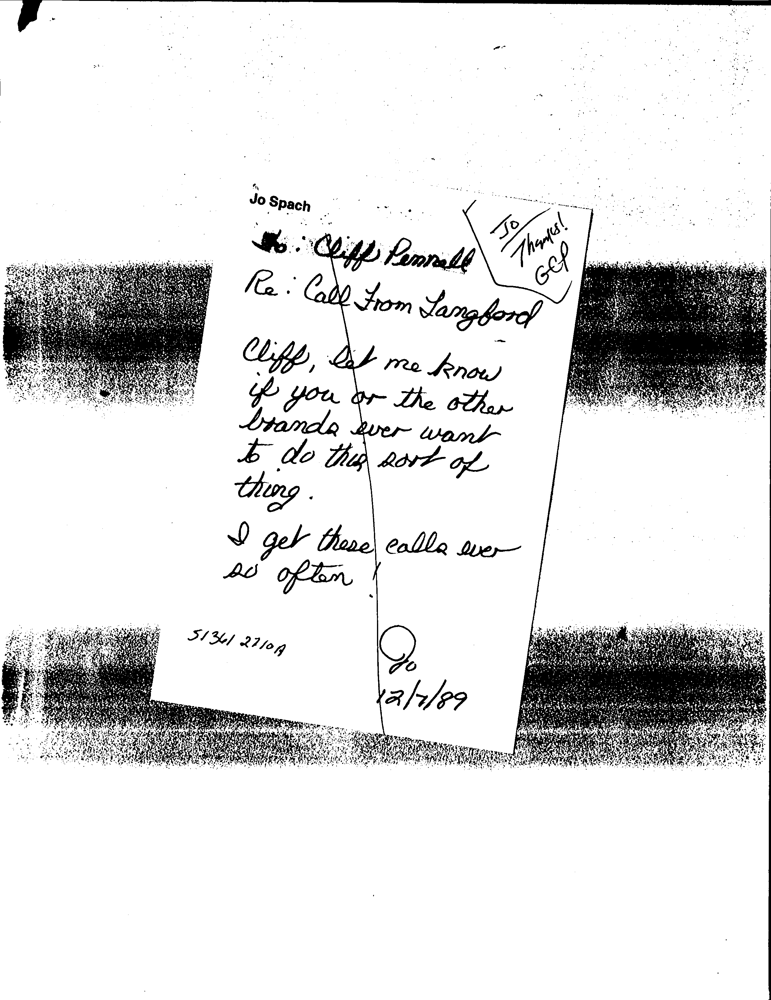 Jo Spach
To: Cliff Pennell
Jo
Thanks!
GCP
Re: Call From Langford
Cliff, let me know
if you or the other
brands ever want
to do this sort of
thing.
I get these calls ever
so often!
51361 2710A
Jo
12/7/89